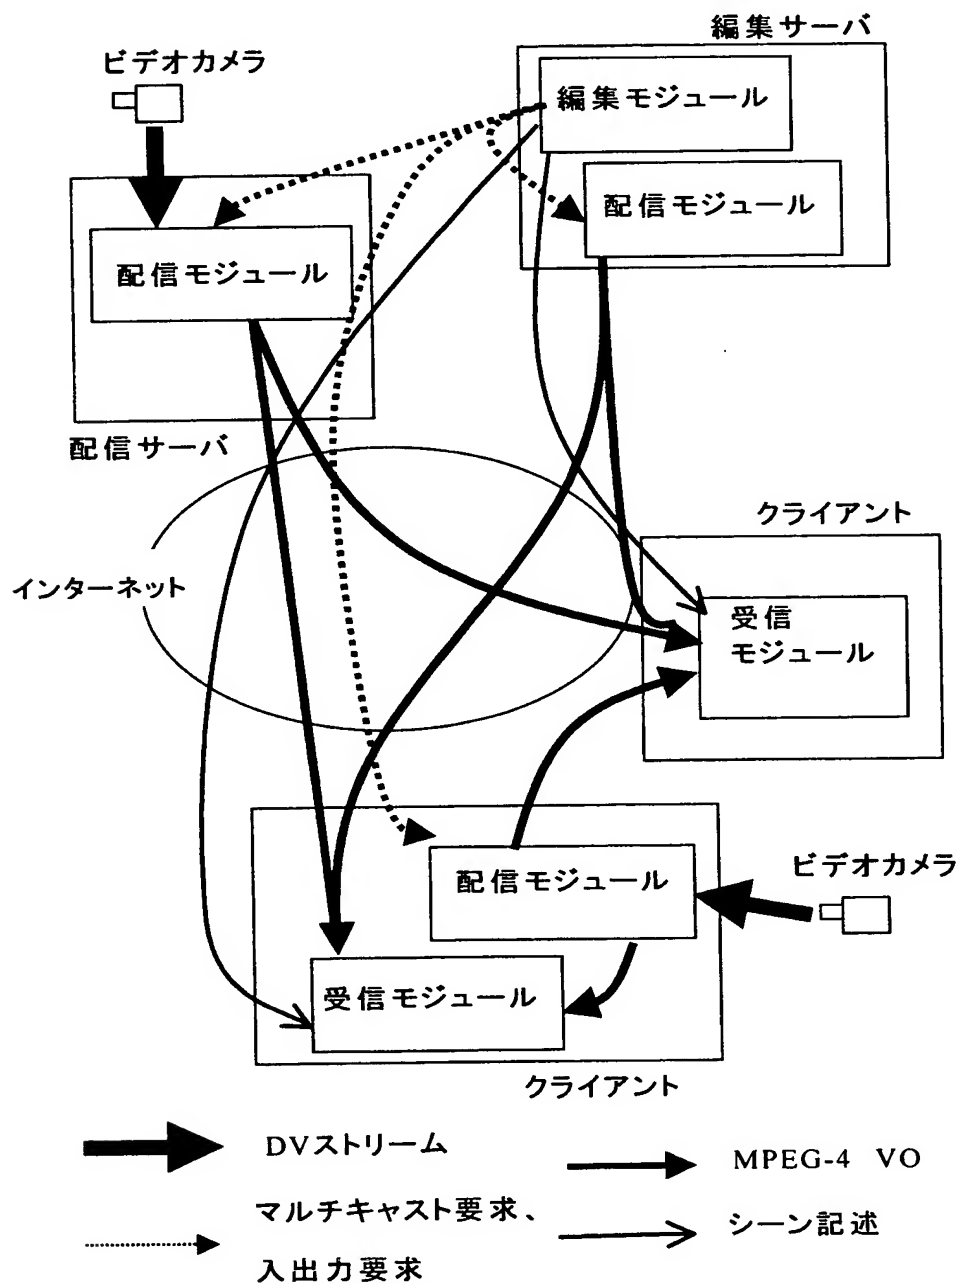 編集サーバ
ビデオカメラ
編集モジュール
配信モジュール
配信モジュール
配信サーバ
クライアント
インターネット
受信
モジュール
ビデオカメラ
配信モジュール
受信モジュール
クライアント
DVストリーム
MPEG-4 VO
マルチキャスト要求、
入出力要求
シーン記述